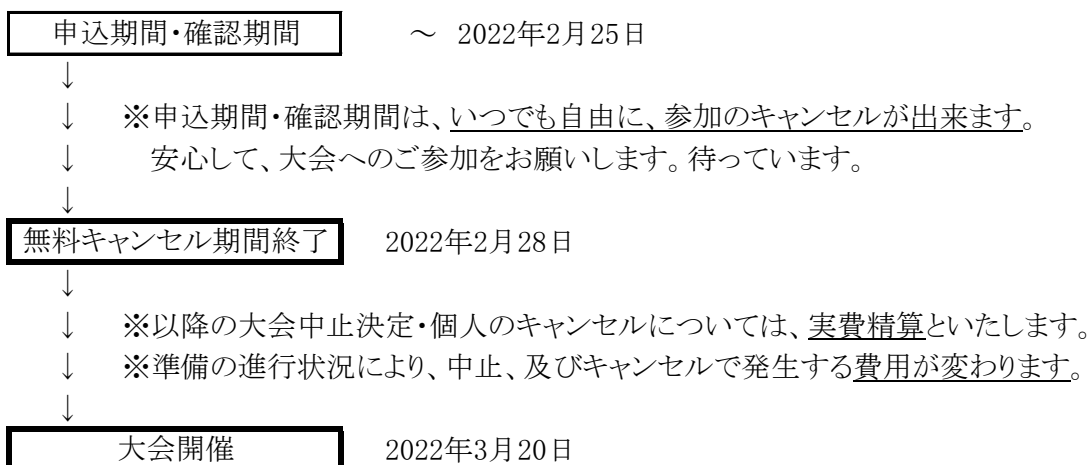 申込期間・確認期間 ～ 2022年2月25日
↓
↓ ※申込期間・確認期間は、いつでも自由に、参加のキャンセルが出来ます。
↓ 安心して、大会へのご参加をお願いします。待っています。
↓
無料キャンセル期間終了 2022年2月28日
↓
↓ ※以降の大会中止決定・個人のキャンセルについては、実費精算といたします。
↓ ※準備の進行状況により、中止、及びキャンセルで発生する費用が変わります。
↓
大会開催 2022年3月20日